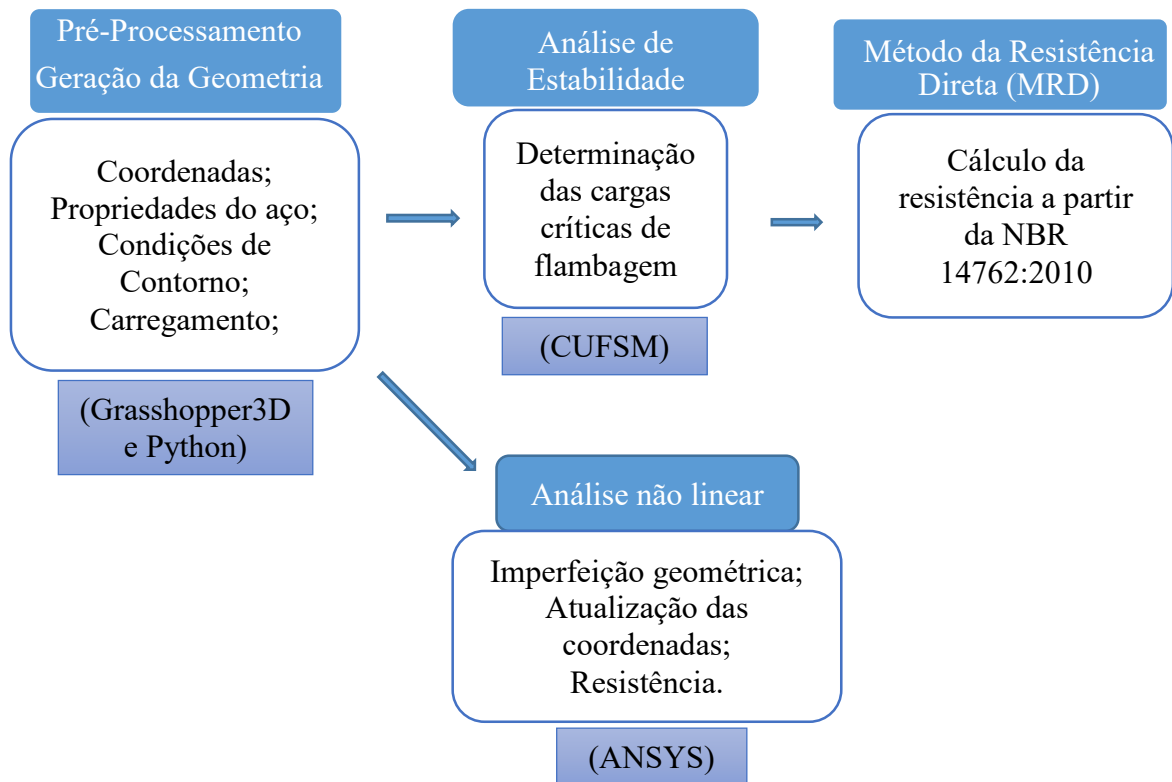 Pré-Processamento
Geração da Geometria
Coordenadas;
Propriedades do aço;
Condições de
Contorno;
Carregamento;
(Grasshopper3D
e Python)
Análise de
Estabilidade
Determinação
das cargas
críticas de
flambagem
(CUFSM)
Método da Resistência
Direta (MRD)
Cálculo da
resistência a partir
da NBR
14762:2010
Análise não linear
Imperfeição geométrica;
Atualização das
coordenadas;
Resistência.
(ANSYS)